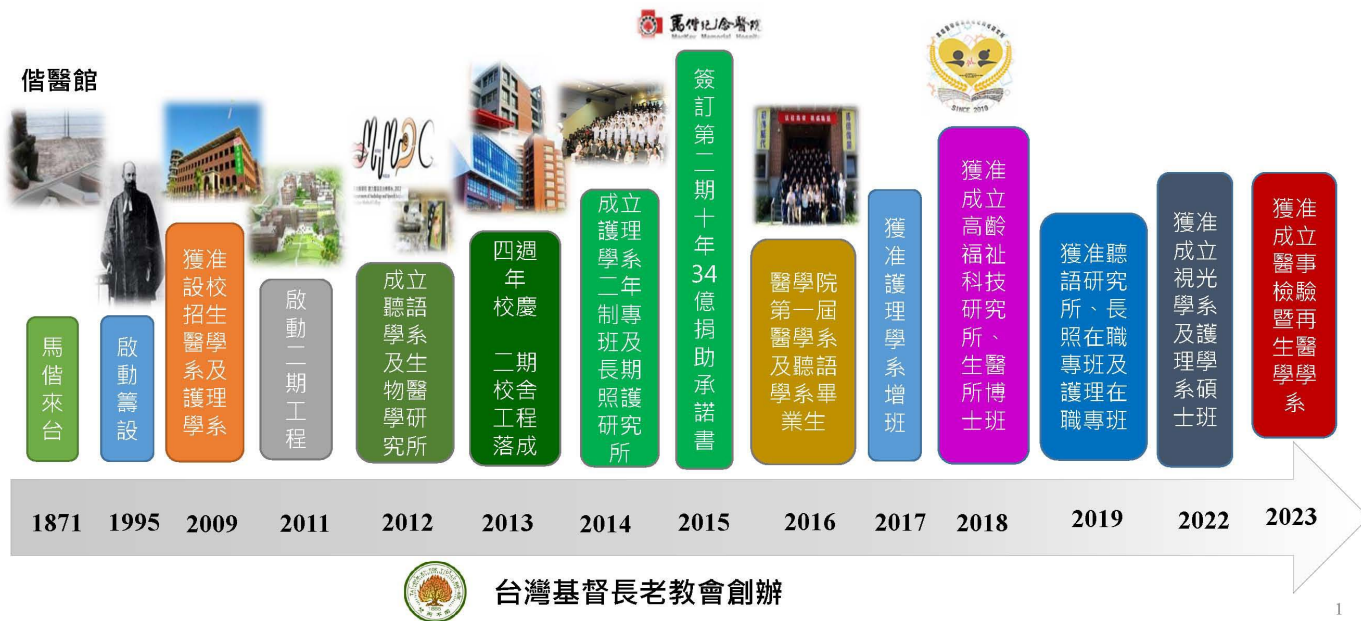 馬偕紀念醫院
MacKay Memorial Hospital
SINCE 2019
偕醫館
馬偕來台
啟動籌設
獲准
設校
招生
醫學
系及
護理
學系
啟動二期工程
成立
聽語
學系
及生
物醫
學研
究所
四週
年
校慶
二期
校舍
工程
落成
成立
護理
學系
二年
制專
班及
長期
照護
研究
所
簽訂第二期十年34億捐助承諾書
醫學院
第一屆
醫學系
及聽語
學系畢
業生
獲准護理學系增班
獲准
成立
高齡
福祉
科技
研究
所、
生醫
所博
士班
獲准聽
語研究
所、長
照在職
專班及
護理在
職專班
獲准
成立
視光
學系
及護
理學
系碩
士班
獲准
成立
醫事
檢驗
暨再
生醫
學學
系
1871 1995 2009 2011 2012 2013 2014 2015 2016 2017 2018 2019 2022 2023
台灣基督長老教會創辦
1